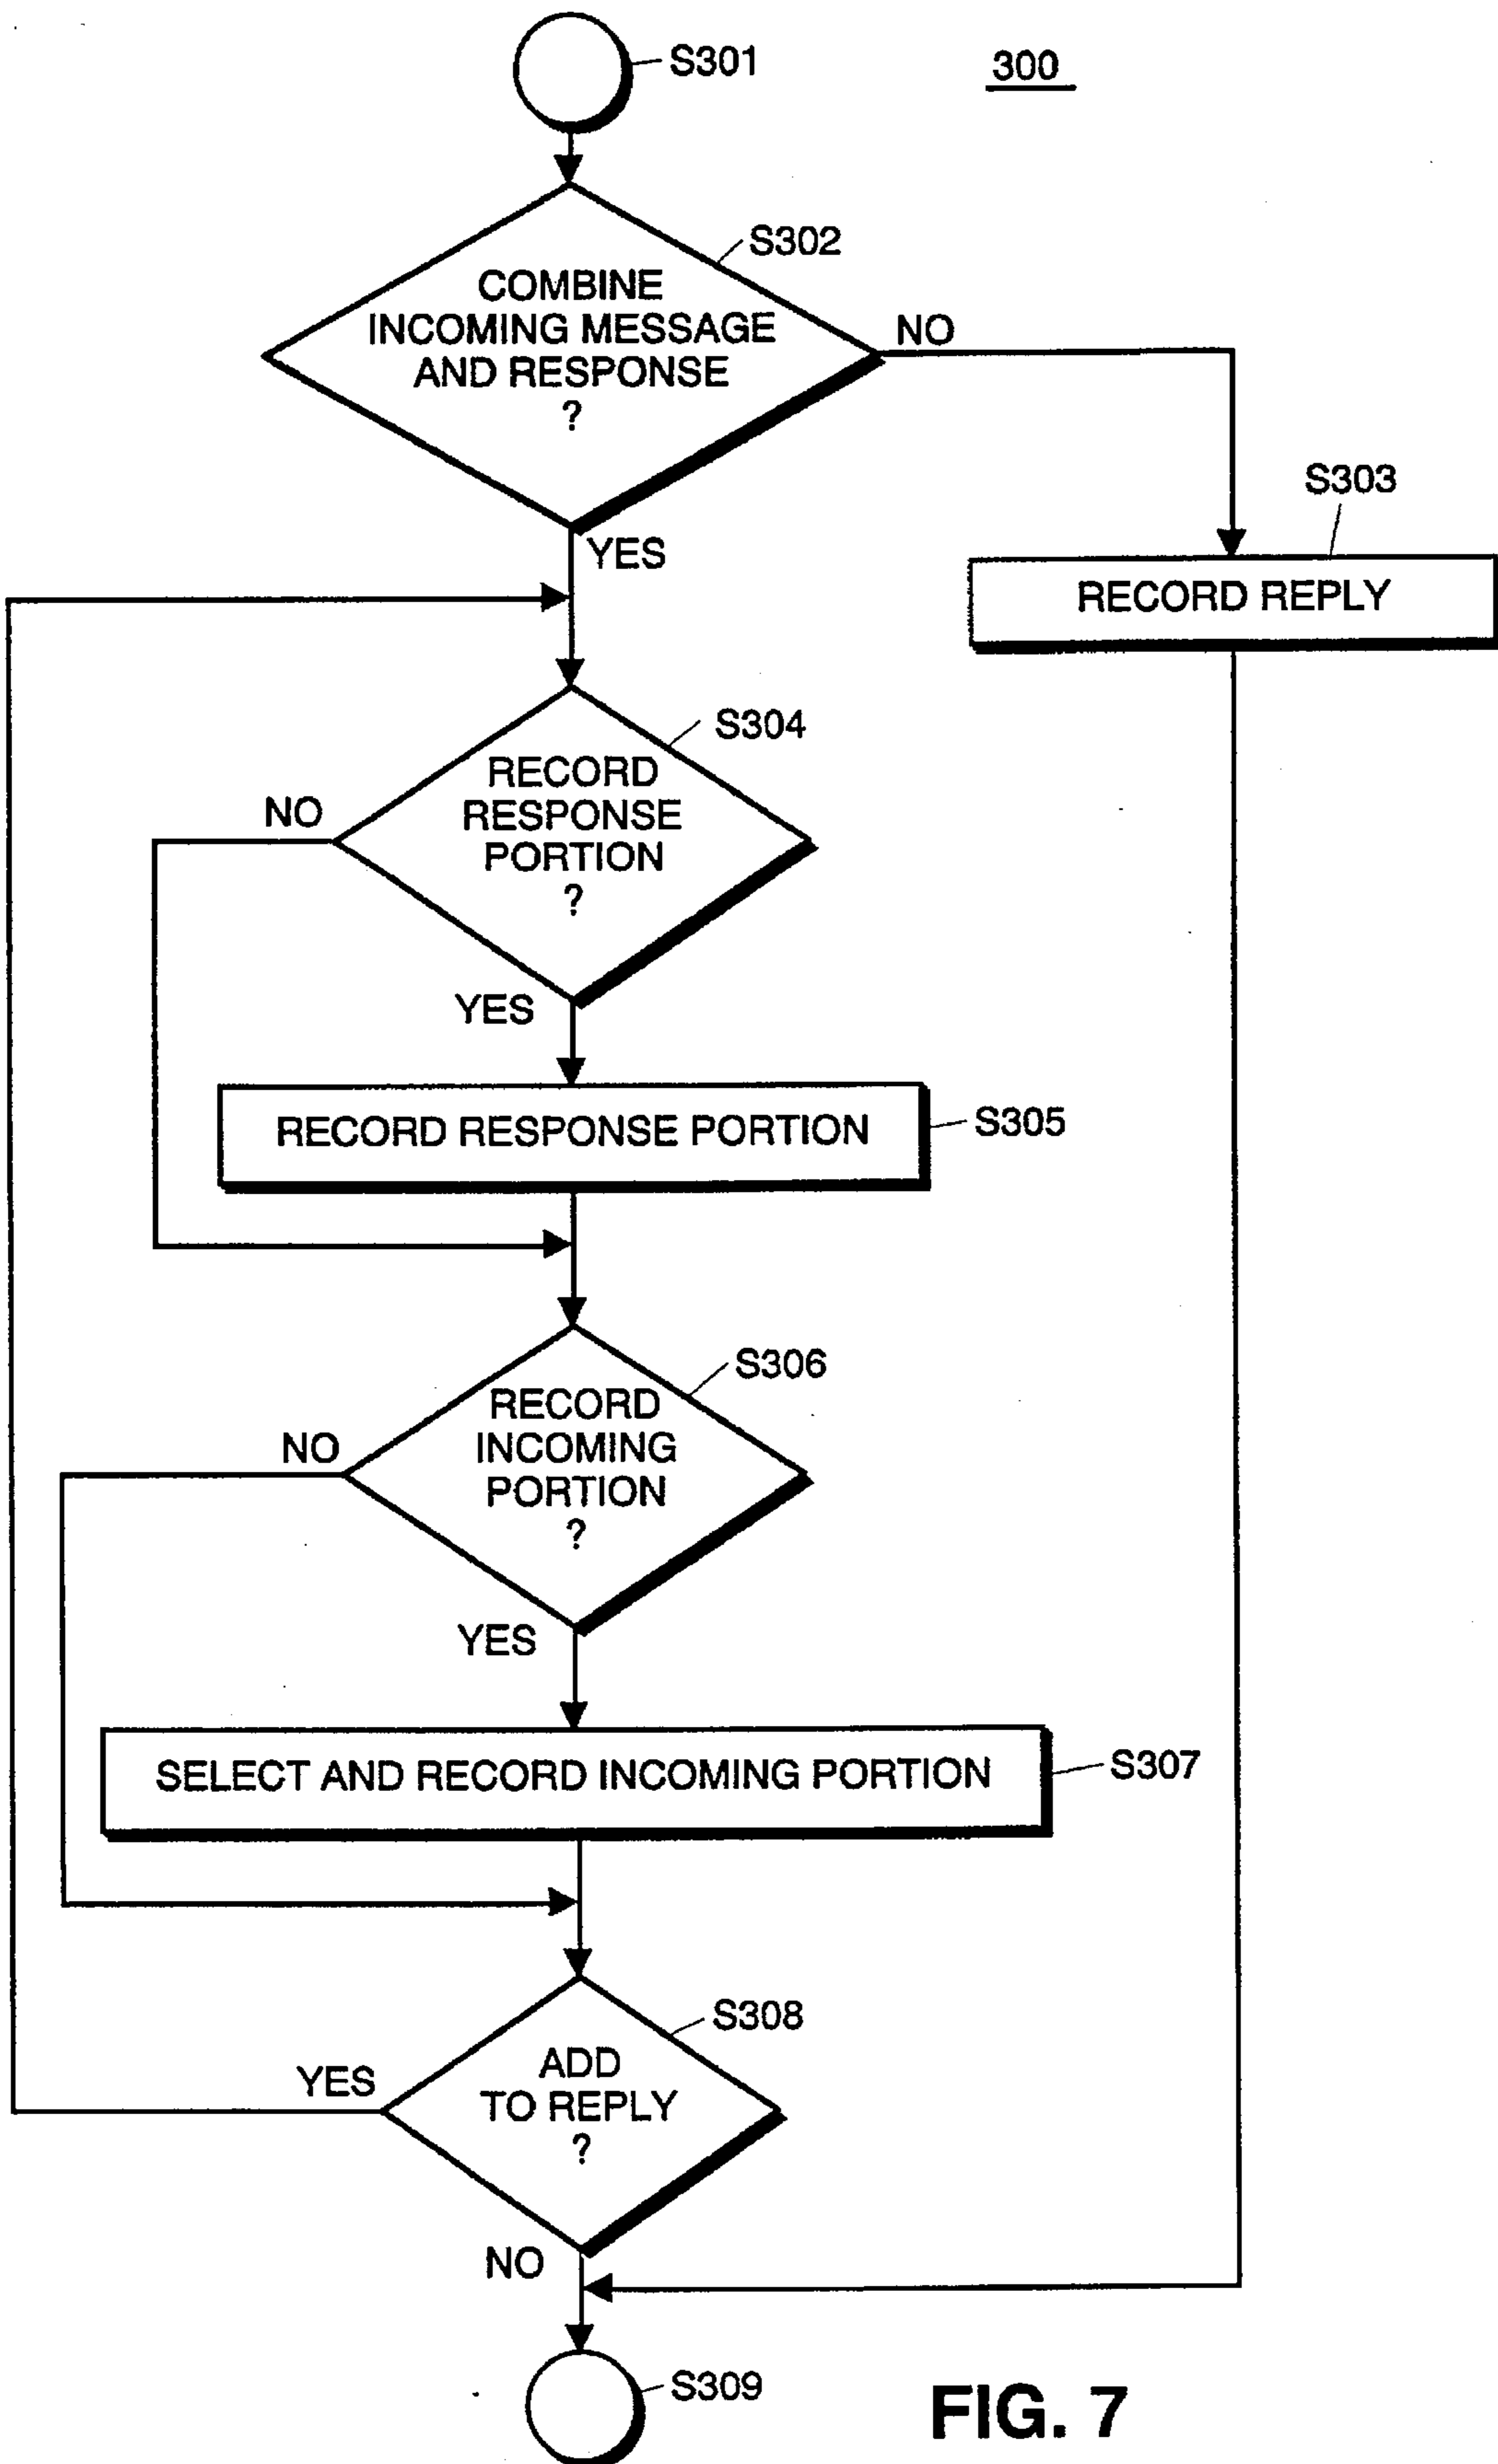 S301
300
S302
COMBINE
INCOMING MESSAGE
AND RESPONSE
?
NO
YES
S303
RECORD REPLY
S304
RECORD
RESPONSE
PORTION
?
NO
YES
RECORD RESPONSE PORTION
S305
S306
RECORD
INCOMING
PORTION
?
NO
YES
SELECT AND RECORD INCOMING PORTION
S307
S308
ADD
TO REPLY
?
YES
NO
S309
FIG. 7